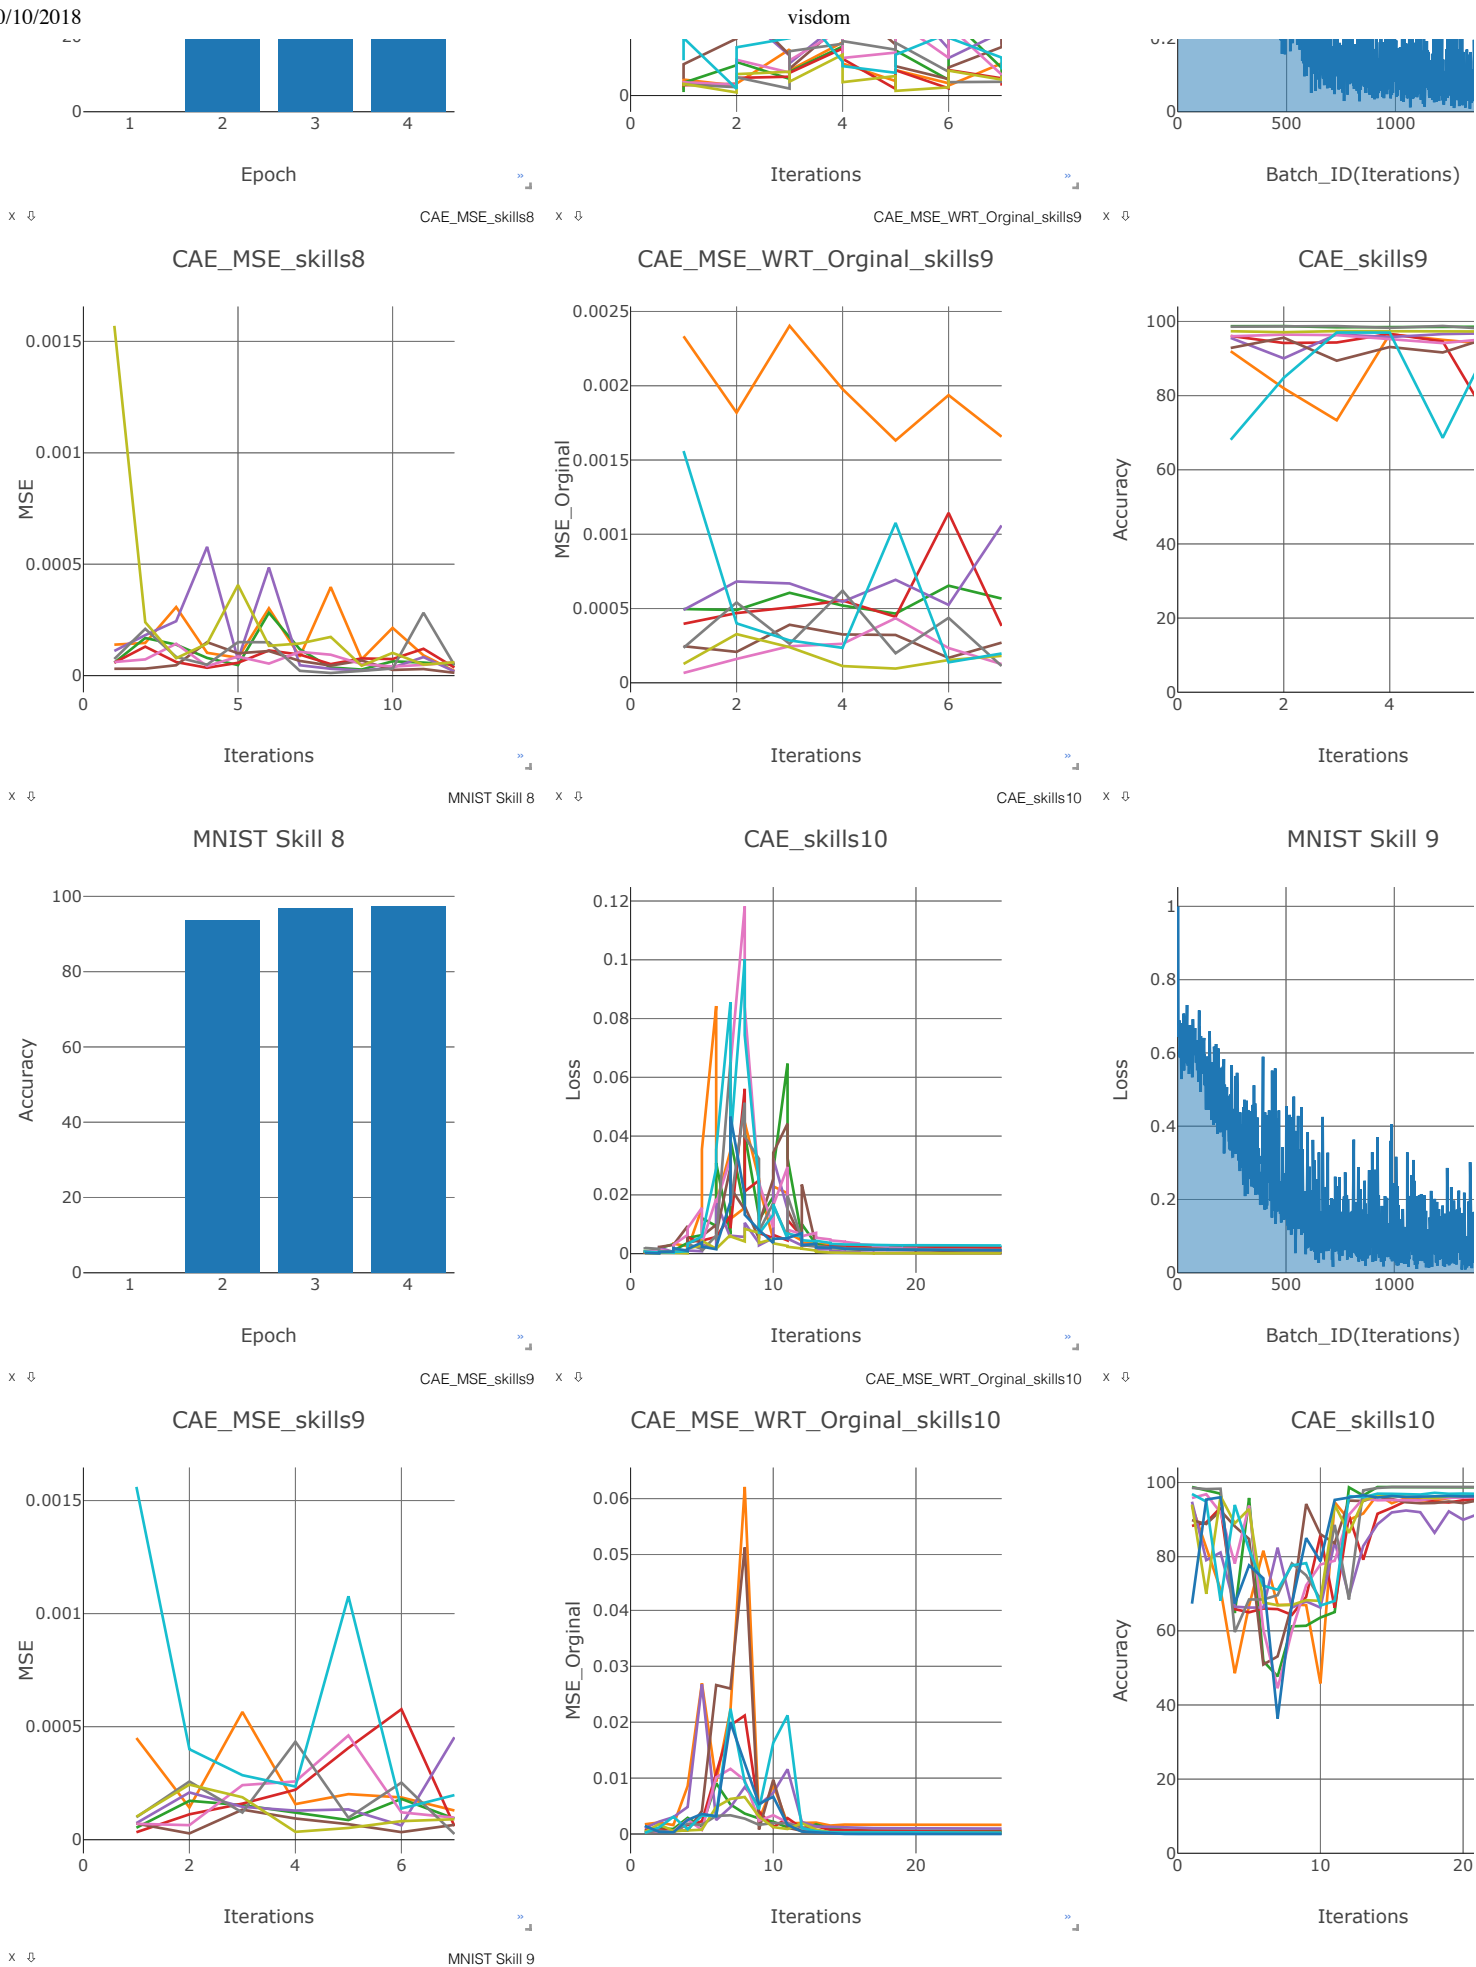 0/10/2018
visdom
20
0
1
2
3
4
Epoch
»
0
0
2
4
6
Iterations
»
0.2
0
0
500
1000
Batch_ID(Iterations)
X ⇩
CAE_MSE_skills8
X ⇩
CAE_MSE_WRT_Orginal_skills9
X ⇩
CAE_MSE_skills8
0.0015
0.001
0.0005
0
MSE
0
5
10
Iterations
»
CAE_MSE_WRT_Orginal_skills9
0.0025
0.002
0.0015
0.001
0.0005
0
MSE_Orginal
0
2
4
6
Iterations
»
CAE_skills9
100
80
60
40
20
0
Accuracy
0
2
4
Iterations
X ⇩
MNIST Skill 8
X ⇩
CAE_skills10
X ⇩
MNIST Skill 8
100
80
60
40
20
0
Accuracy
1
2
3
4
Epoch
»
CAE_skills10
0.12
0.1
0.08
0.06
0.04
0.02
0
Loss
0
10
20
Iterations
»
MNIST Skill 9
1
0.8
0.6
0.4
0.2
0
Loss
0
500
1000
Batch_ID(Iterations)
X ⇩
CAE_MSE_skills9
X ⇩
CAE_MSE_WRT_Orginal_skills10
X ⇩
CAE_MSE_skills9
0.0015
0.001
0.0005
0
MSE
0
2
4
6
Iterations
»
CAE_MSE_WRT_Orginal_skills10
0.06
0.05
0.04
0.03
0.02
0.01
0
MSE_Orginal
0
10
20
Iterations
»
CAE_skills10
100
80
60
40
20
0
Accuracy
0
10
20
Iterations
X ⇩
MNIST Skill 9